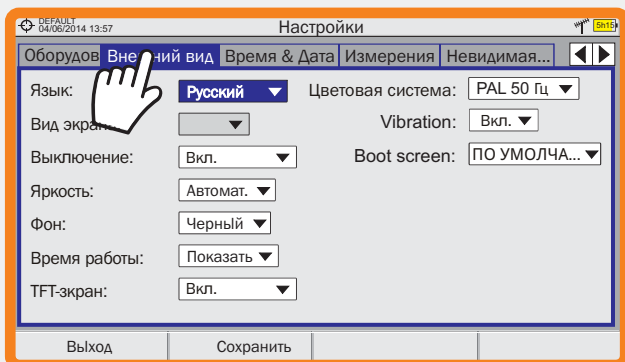 DEFAULT
04/06/2014 13:57
Настройки
5h15
Оборудов Внешний вид Время & Дата Измерения Невидимая...
Язык: Русский
Цветовая система: PAL 50 Гц
Вид экран
Vibration: Вкл.
Выключение: Вкл.
Boot screen: ПО УМОЛЧА...
Яркость: Автомат.
Фон: Черный
Время работы: Показать
TFT-зкран: Вкл.
Выход
Сохранить